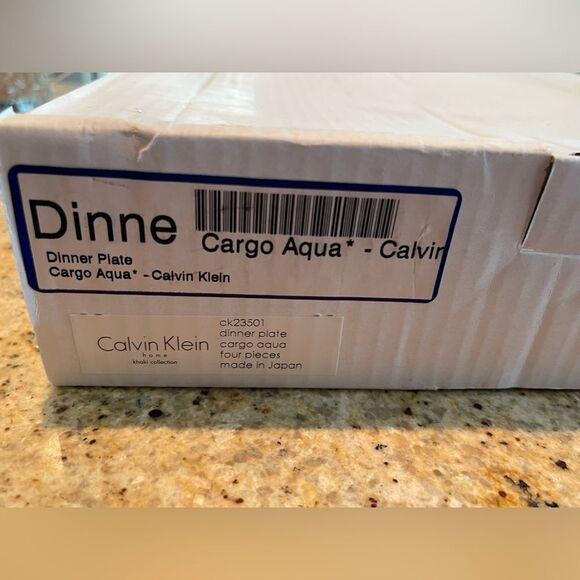 Dinne
Cargo Aqua* - Calvin
Dinner Plate
Cargo Aqua* - Calvin Klein
Calvin Klein
home
khaki collection
ck23501
dinner plate
cargo aqua
four pieces
made in Japan